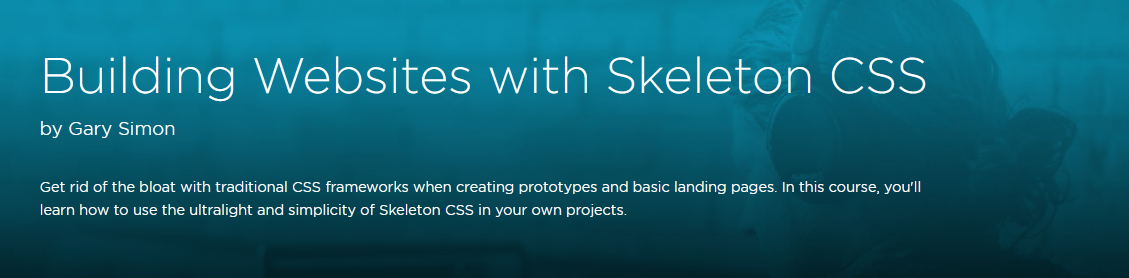 Building Websites with Skeleton CSS
by Gary Simon
Get rid of the bloat with traditional CSS frameworks when creating prototypes and basic landing pages. In this course, you'll
learn how to use the ultralight and simplicity of Skeleton CSS in your own projects.